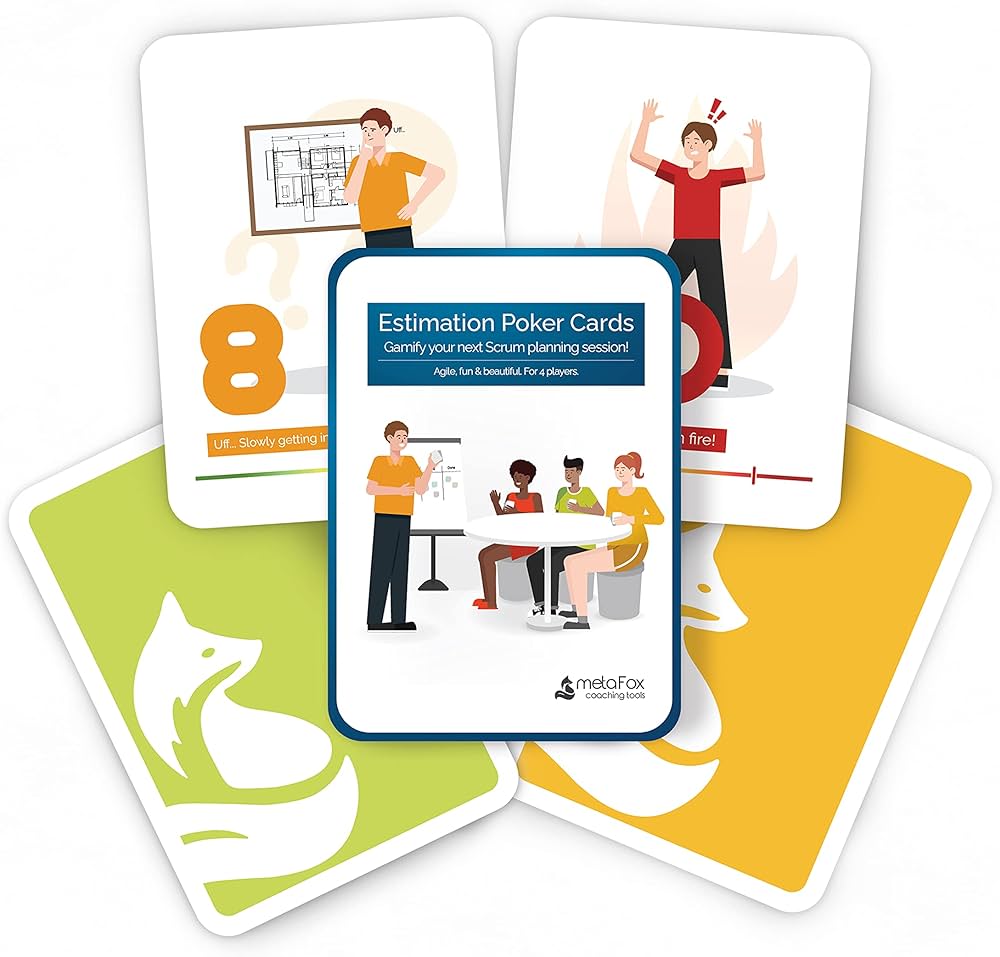 Uff...
8
Uff... Slowly getting in
!!
fire!
Estimation Poker Cards
Gamify your next Scrum planning session!
Agile, fun & beautiful. For 4 players.
Done
metaFox
coaching tools